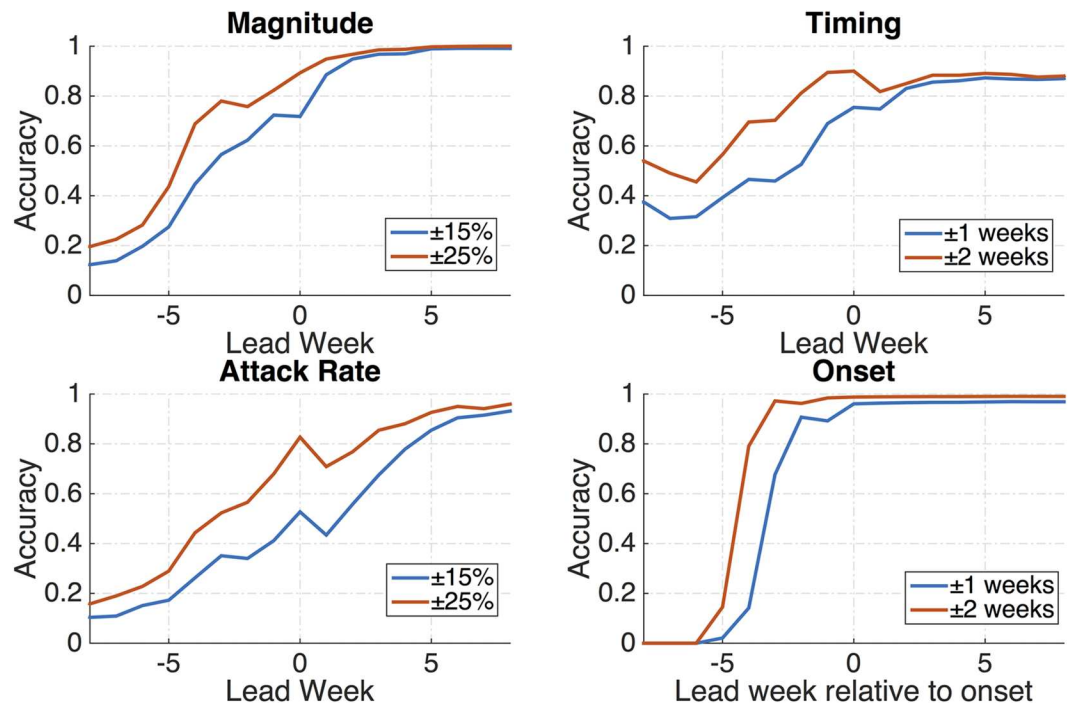 Magnitude
1
0.8
0.6
0.4
0.2
0
Accuracy
±15%
±25%
-5
0
5
Lead Week
Timing
1
0.8
0.6
0.4
0.2
0
Accuracy
±1 weeks
±2 weeks
-5
0
5
Lead Week
Attack Rate
1
0.8
0.6
0.4
0.2
0
Accuracy
±15%
±25%
-5
0
5
Lead Week
Onset
1
0.8
0.6
0.4
0.2
0
Accuracy
±1 weeks
±2 weeks
-5
0
5
Lead week relative to onset